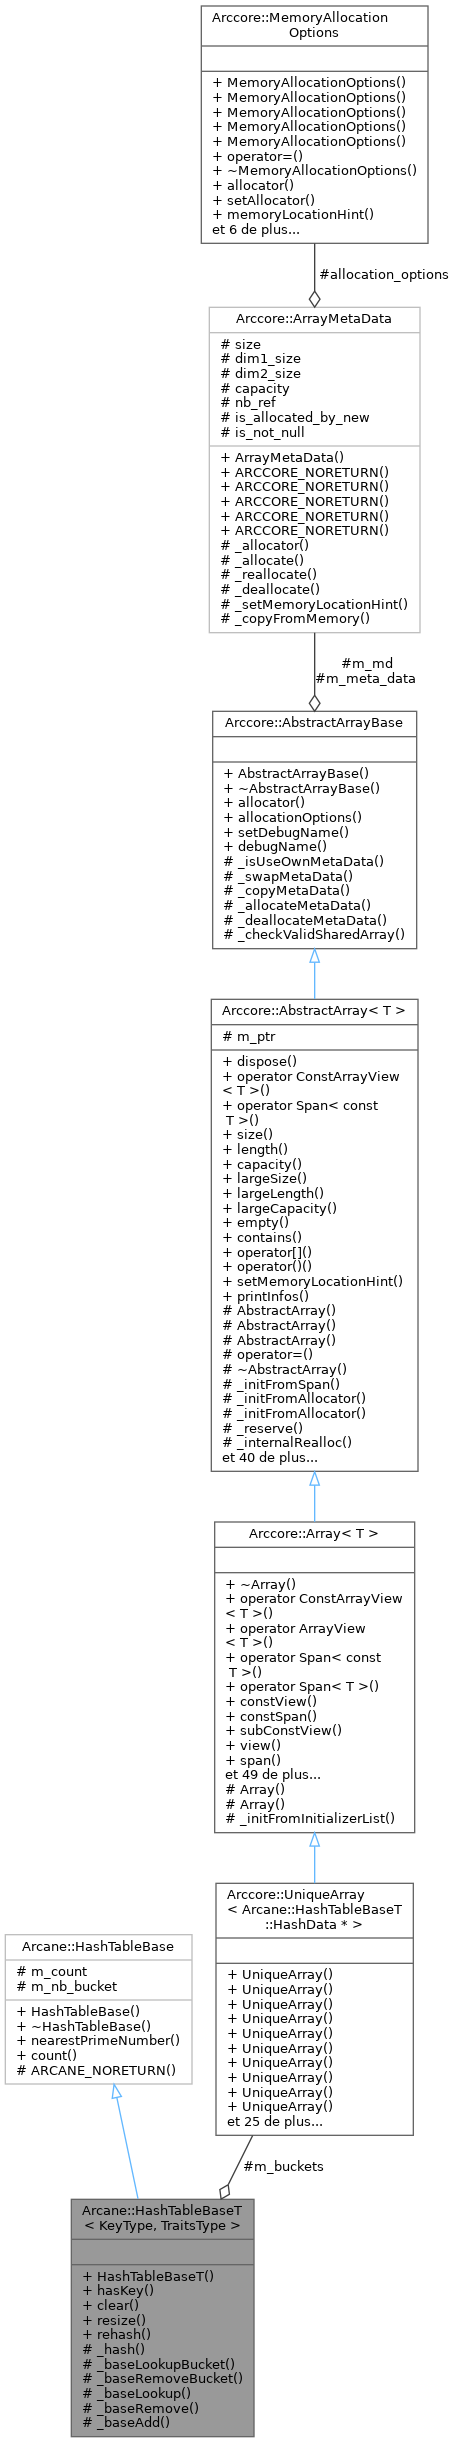 Arccore::MemoryAllocation
Options
+ MemoryAllocationOptions()
+ MemoryAllocationOptions()
+ MemoryAllocationOptions()
+ MemoryAllocationOptions()
+ MemoryAllocationOptions()
+ operator=()
+ ~MemoryAllocationOptions()
+ allocator()
+ setAllocator()
+ memoryLocationHint()
et 6 de plus...
#allocation_options
Arccore::ArrayMetaData
# size
# dim1_size
# dim2_size
# capacity
# nb_ref
# is_allocated_by_new
# is_not_null
+ ArrayMetaData()
+ ARCCORE_NORETURN()
+ ARCCORE_NORETURN()
+ ARCCORE_NORETURN()
+ ARCCORE_NORETURN()
+ ARCCORE_NORETURN()
# _allocator()
# _allocate()
# _reallocate()
# _deallocate()
# _setMemoryLocationHint()
# _copyFromMemory()
#m_md
#m_meta_data
Arccore::AbstractArrayBase
+ AbstractArrayBase()
+ ~AbstractArrayBase()
+ allocator()
+ allocationOptions()
+ setDebugName()
+ debugName()
# _isUseOwnMetaData()
# _swapMetaData()
# _copyMetaData()
# _allocateMetaData()
# _deallocateMetaData()
# _checkValidSharedArray()
Arccore::AbstractArray< T >
# m_ptr
+ dispose()
+ operator ConstArrayView
< T >()
+ operator Span< const
T >()
+ size()
+ length()
+ capacity()
+ largeSize()
+ largeLength()
+ largeCapacity()
+ empty()
+ contains()
+ operator[]()
+ operator()()
+ setMemoryLocationHint()
+ printInfos()
# AbstractArray()
# AbstractArray()
# AbstractArray()
# operator=()
# ~AbstractArray()
# _initFromSpan()
# _initFromAllocator()
# _initFromAllocator()
# _reserve()
# _internalRealloc()
et 40 de plus...
Arccore::Array< T >
+ ~Array()
+ operator ConstArrayView
< T >()
+ operator ArrayView
< T >()
+ operator Span< const
T >()
+ operator Span< T >()
+ constView()
+ constSpan()
+ subConstView()
+ view()
+ span()
et 49 de plus...
# Array()
# Array()
# _initFromInitializerList()
Arccore::UniqueArray
< Arcane::HashTableBaseT
::HashData * >
+ UniqueArray()
+ UniqueArray()
+ UniqueArray()
+ UniqueArray()
+ UniqueArray()
+ UniqueArray()
+ UniqueArray()
+ UniqueArray()
+ UniqueArray()
+ UniqueArray()
et 25 de plus...
Arcane::HashTableBase
# m_count
# m_nb_bucket
+ HashTableBase()
+ ~HashTableBase()
+ nearestPrimeNumber()
+ count()
# ARCANE_NORETURN()
#m_buckets
Arcane::HashTableBaseT
< KeyType, TraitsType >
+ HashTableBaseT()
+ hasKey()
+ clear()
+ resize()
+ rehash()
# _hash()
# _baseLookupBucket()
# _baseRemoveBucket()
# _baseLookup()
# _baseRemove()
# _baseAdd()